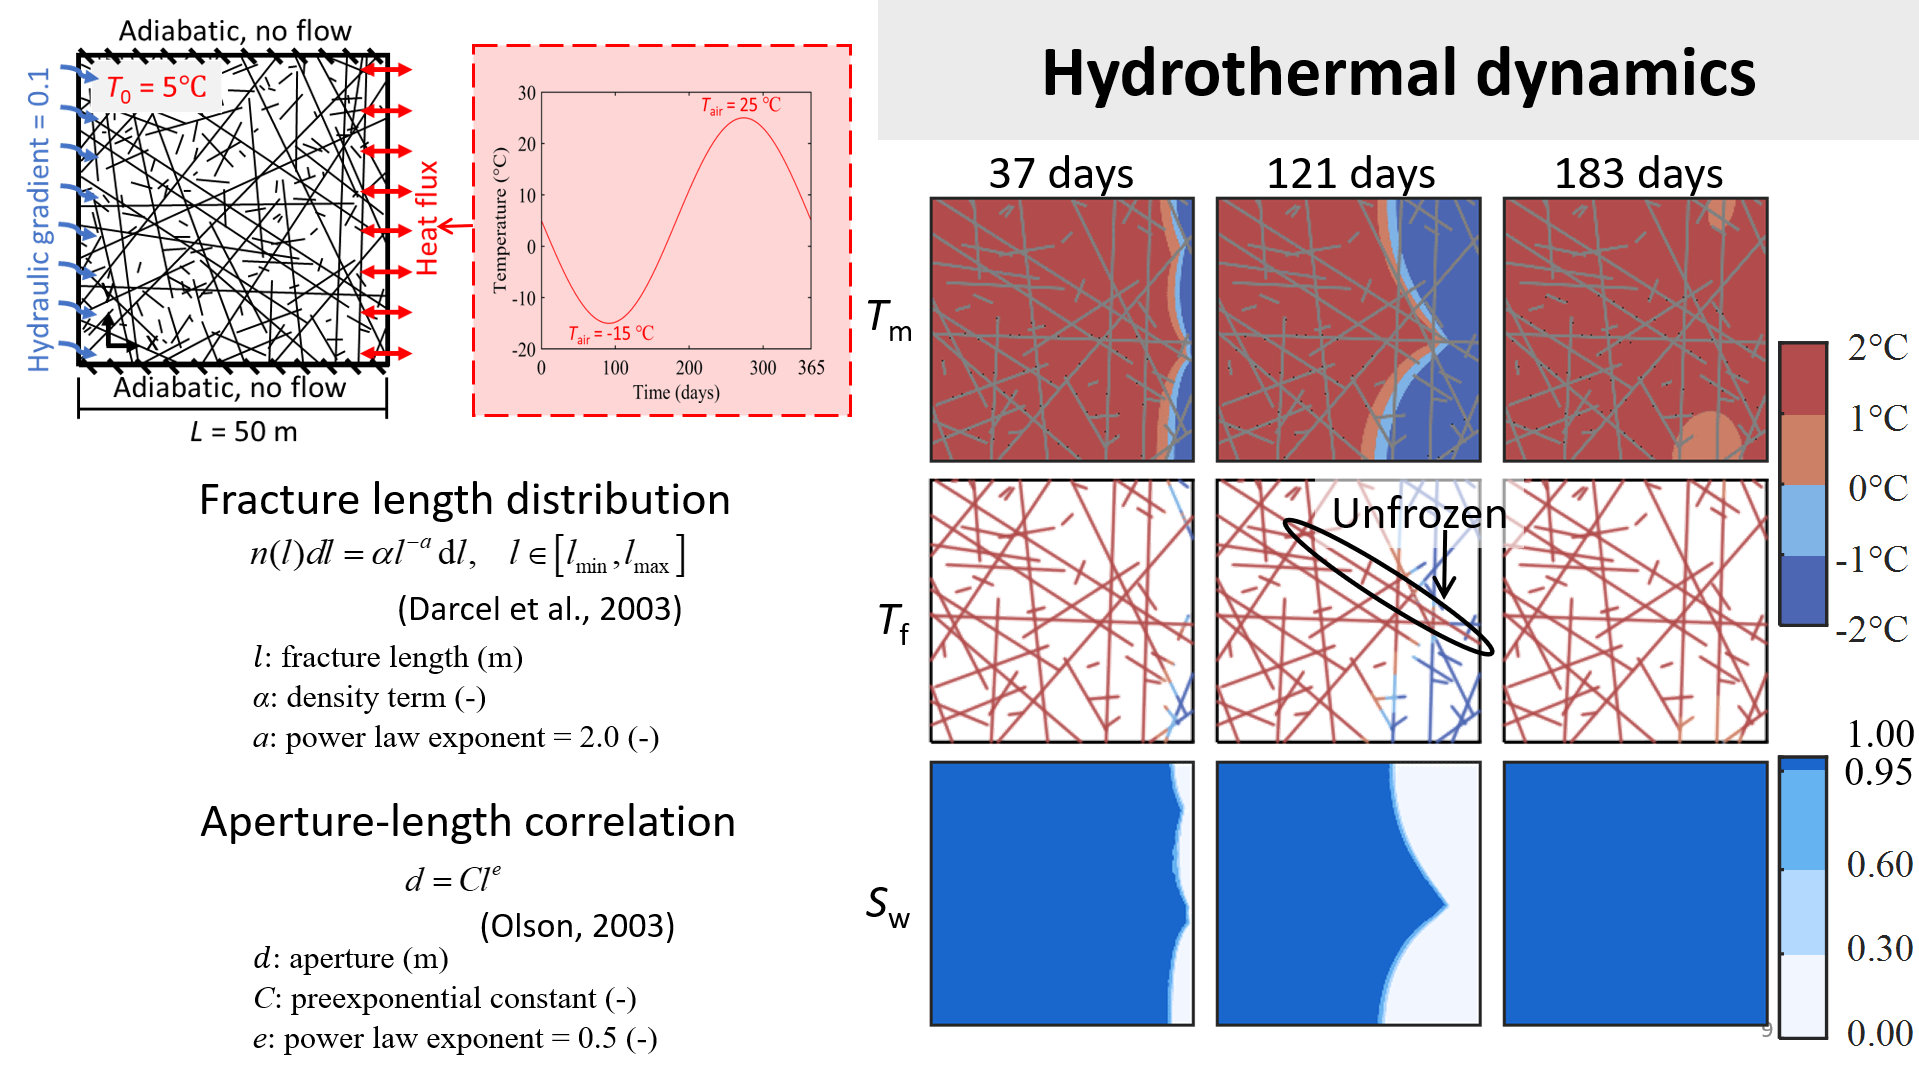 Hydrothermal dynamics
Adiabatic, no flow
T0 = 5℃
Hydraulic gradient = 0.1
x
Adiabatic, no flow
L = 50 m
Heat flux
Temperature (°C)
30
20
10
0
-10
-20
Tair = 25 ℃
Tair = -15 ℃
0
100
200
300
365
Time (days)
Fracture length distribution
n(l)dl = αl⁻ᵃ dl, l ∈ [lmin, lmax]
(Darcel et al., 2003)
l: fracture length (m)
α: density term (-)
a: power law exponent = 2.0 (-)
Aperture-length correlation
d = Clᵉ
(Olson, 2003)
d: aperture (m)
C: preexponential constant (-)
e: power law exponent = 0.5 (-)
37 days
121 days
183 days
Tm
Tf
Unfrozen
Sw
2°C
1°C
0°C
-1°C
-2°C
1.00
0.95
0.60
0.30
0.00
9